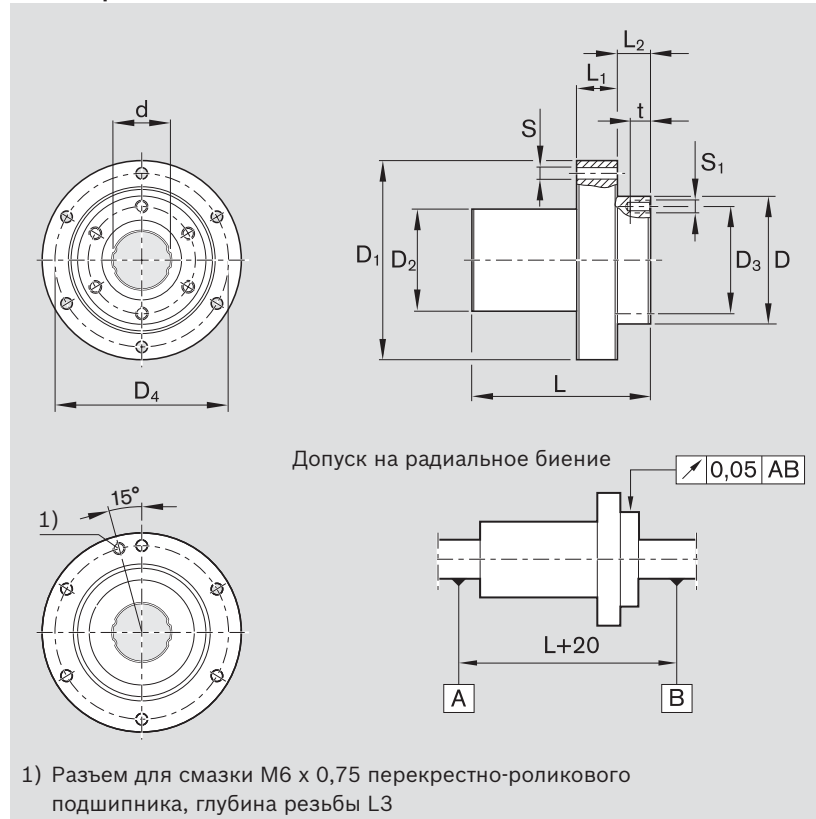 L₂
L₁
d
t
S
S₁
D₁
D₂
D₃
D
D₄
L
Допуск на радиальное биение
0,05
AB
15°
1)
L+20
A
B
1) Разъем для смазки M6 x 0,75 перекрестно-роликового
подшипника, глубина резьбы L3